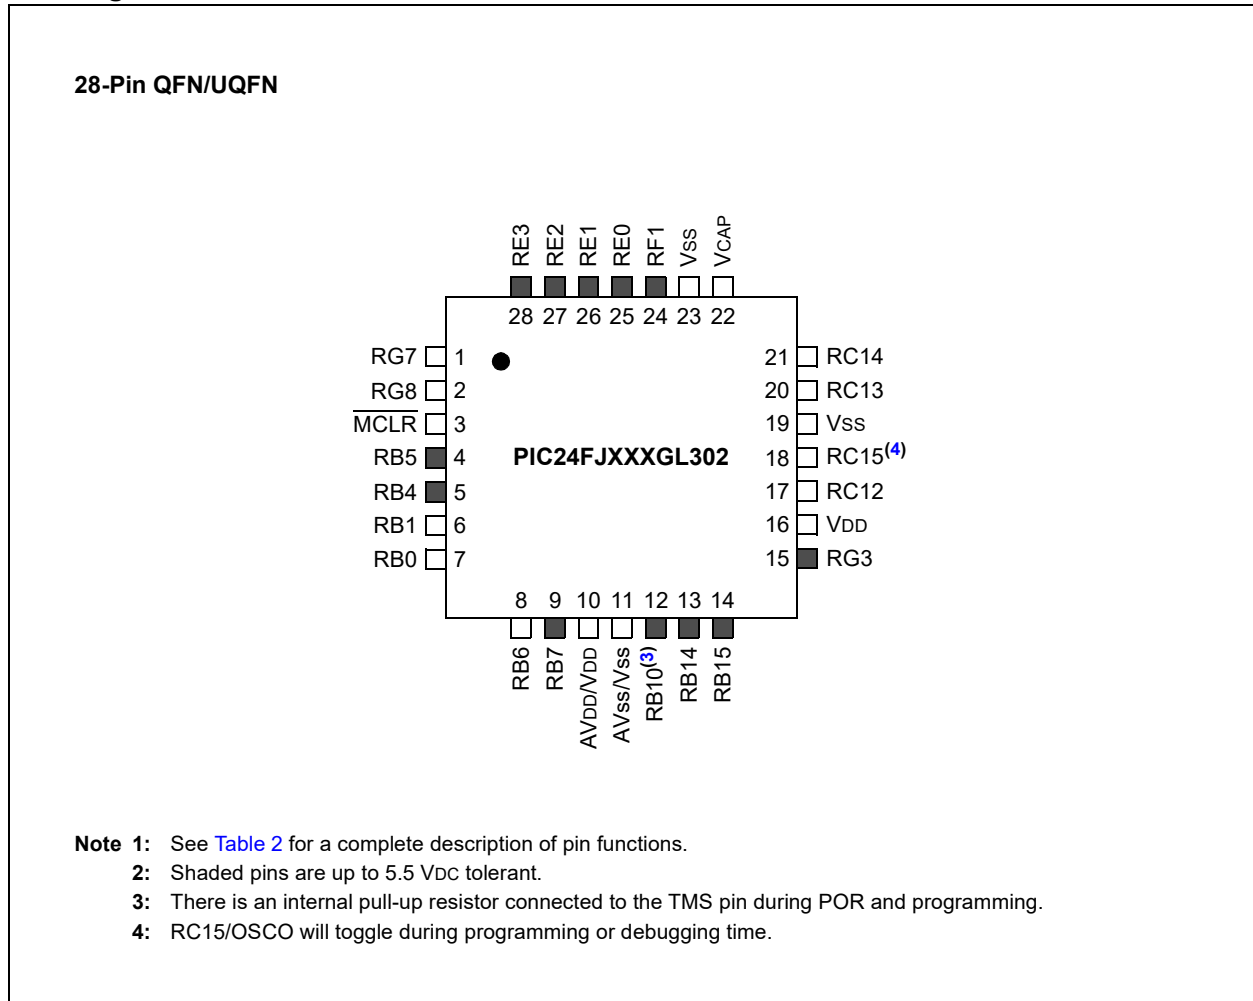 28-Pin QFN/UQFN
RE3
RE2
RE1
RE0
RF1
VSS
VCAP
28 27 26 25 24 23 22
RG7 1
21 RC14
RG8 2
20 RC13
MCLR 3
19 VSS
RB5 4
PIC24FJXXXGL302
18 RC15(4)
RB4 5
17 RC12
RB1 6
16 VDD
RB0 7
15 RG3
8 9 10 11 12 13 14
RB6
RB7
AVDD/VDD
AVss/Vss
RB10(3)
RB14
RB15
Note 1: See Table 2 for a complete description of pin functions.
2: Shaded pins are up to 5.5 VDC tolerant.
3: There is an internal pull-up resistor connected to the TMS pin during POR and programming.
4: RC15/OSCO will toggle during programming or debugging time.